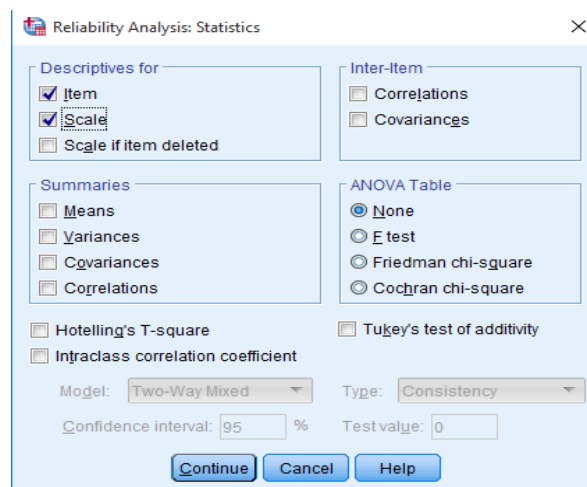 Reliability Analysis: Statistics
Descriptives for
Item
Scale
Scale if item deleted
Inter-Item
Correlations
Covariances
Summaries
Means
Variances
Covariances
Correlations
ANOVA Table
None
F test
Friedman chi-square
Cochran chi-square
Hotelling's T-square
Tukey's test of additivity
Intraclass correlation coefficient
Model: Two-Way Mixed Type: Consistency
Confidence interval: 95 % Test value: 0
Continue Cancel Help